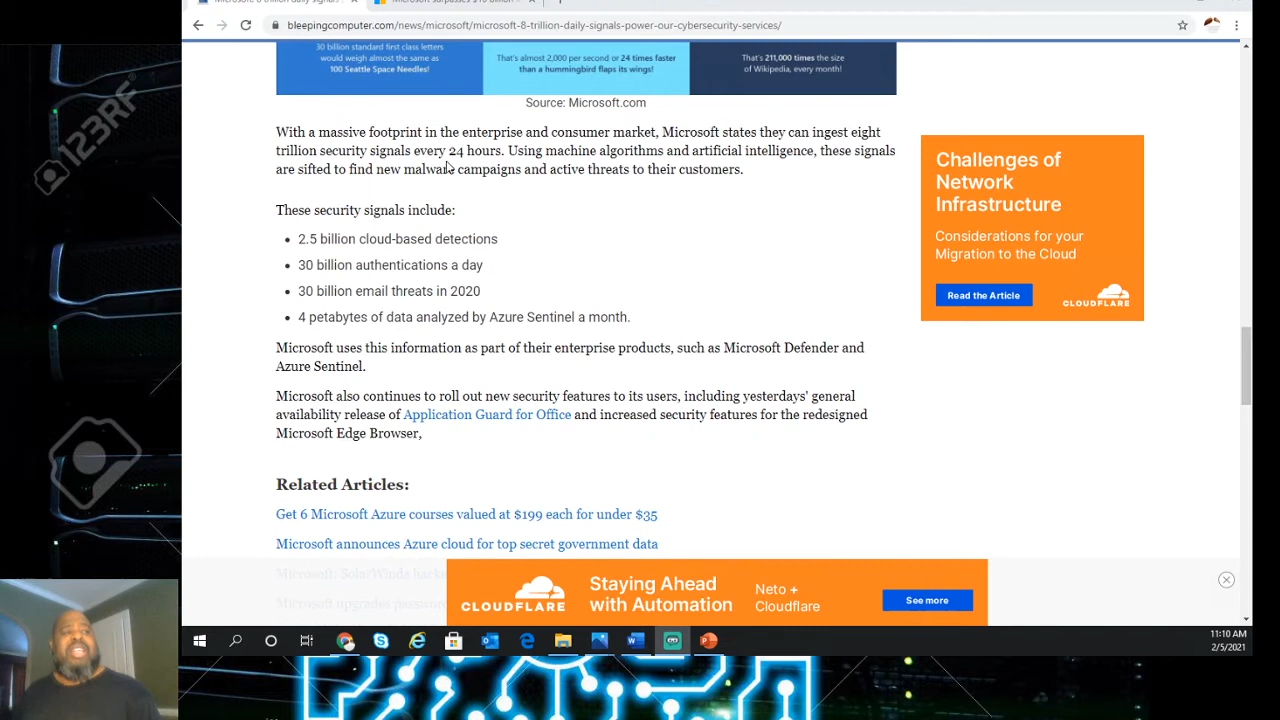 Microsoft surpasses $10 billion
bleepingcomputer.com/news/microsoft/microsoft-8-trillion-daily-signals-power-our-cybersecurity-services/
30 billion standard first class letters
would weigh almost the same as
100 Seattle Space Needles!
That's almost 2,000 per second or 24 times faster
than a hummingbird flaps its wings!
That's 211,000 times the size
of Wikipedia, every month!
Source: Microsoft.com
With a massive footprint in the enterprise and consumer market, Microsoft states they can ingest eight
trillion security signals every 24 hours. Using machine algorithms and artificial intelligence, these signals
are sifted to find new malware campaigns and active threats to their customers.
These security signals include:
2.5 billion cloud-based detections
30 billion authentications a day
30 billion email threats in 2020
4 petabytes of data analyzed by Azure Sentinel a month.
Microsoft uses this information as part of their enterprise products, such as Microsoft Defender and
Azure Sentinel.
Microsoft also continues to roll out new security features to its users, including yesterdays' general
availability release of Application Guard for Office and increased security features for the redesigned
Microsoft Edge Browser,
Related Articles:
Get 6 Microsoft Azure courses valued at $199 each for under $35
Microsoft announces Azure cloud for top secret government data
Microsoft: SolarWinds
Microsoft upgrades password
Challenges of
Network
Infrastructure
Considerations for your
Migration to the Cloud
Read the Article
CLOUDFLARE
CLOUDFLARE
Staying Ahead
with Automation
Neto +
Cloudflare
See more
11:10 AM
2/5/2021
123RF